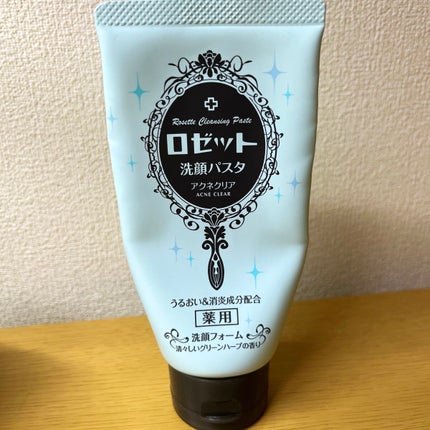 Rosette Cleansing Paste
ロゼット
洗顔パスタ
アクネクリア
ACNE CLEAR
うるおい&消炎成分配合
薬用
洗顔フォーム
清々しいグリーンハーブの香り